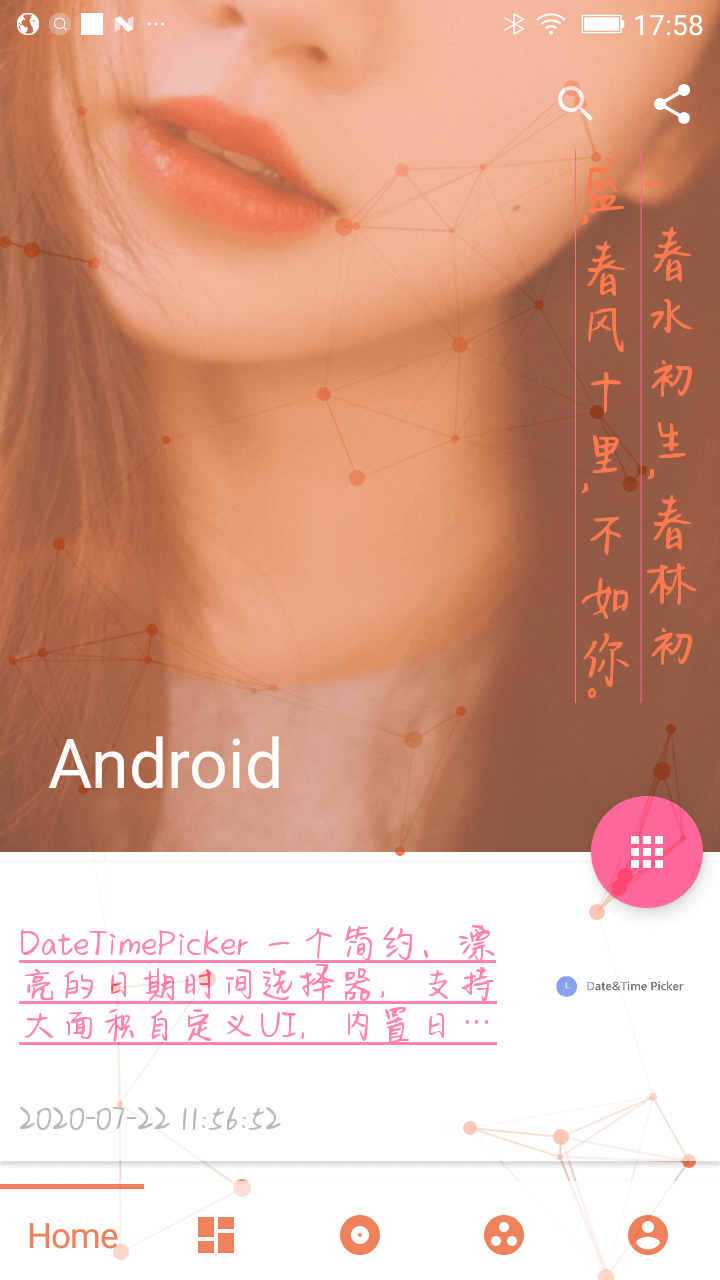 17:58
春水初生,春林初
盛,春风十里,不如你。
Android
DateTimePicker 一个简约、漂
亮的日期时间选择器, 支持
大面积自定义UI, 内置日…
Date&Time Picker
2020-07-22 11:56:52
Home